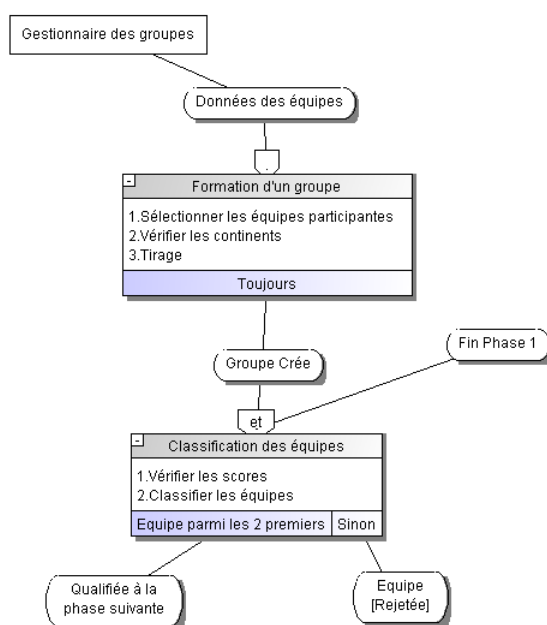 Gestionnaire des groupes
Données des équipes
Formation d'un groupe
1.Sélectionner les équipes participantes
2.Vérifier les continents
3.Tirage
Toujours
Fin Phase 1
Groupe Crée
et
Classification des équipes
1.Vérifier les scores
2.Classifier les équipes
Equipe parmi les 2 premiers Sinon
Qualifiée à la
phase suivante
Equipe
[Rejetée]